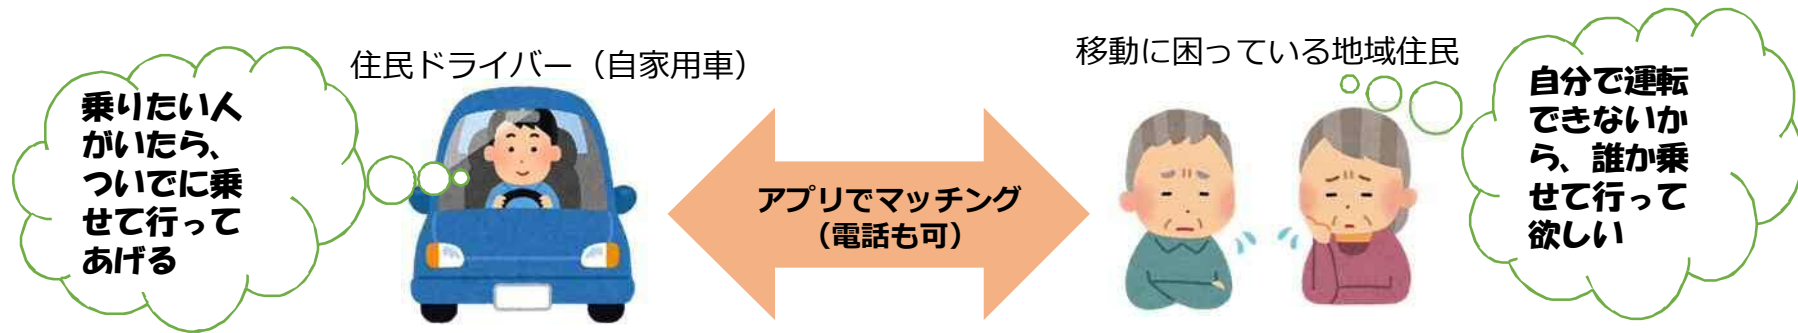 住民ドライバー（自家用車）
移動に困っている地域住民
乗りたい人
がいたら、
ついでに乗
せて行って
あげる
アプリでマッチング
（電話も可）
自分で運転
できないか
ら、誰か乗
せて行って
欲しい